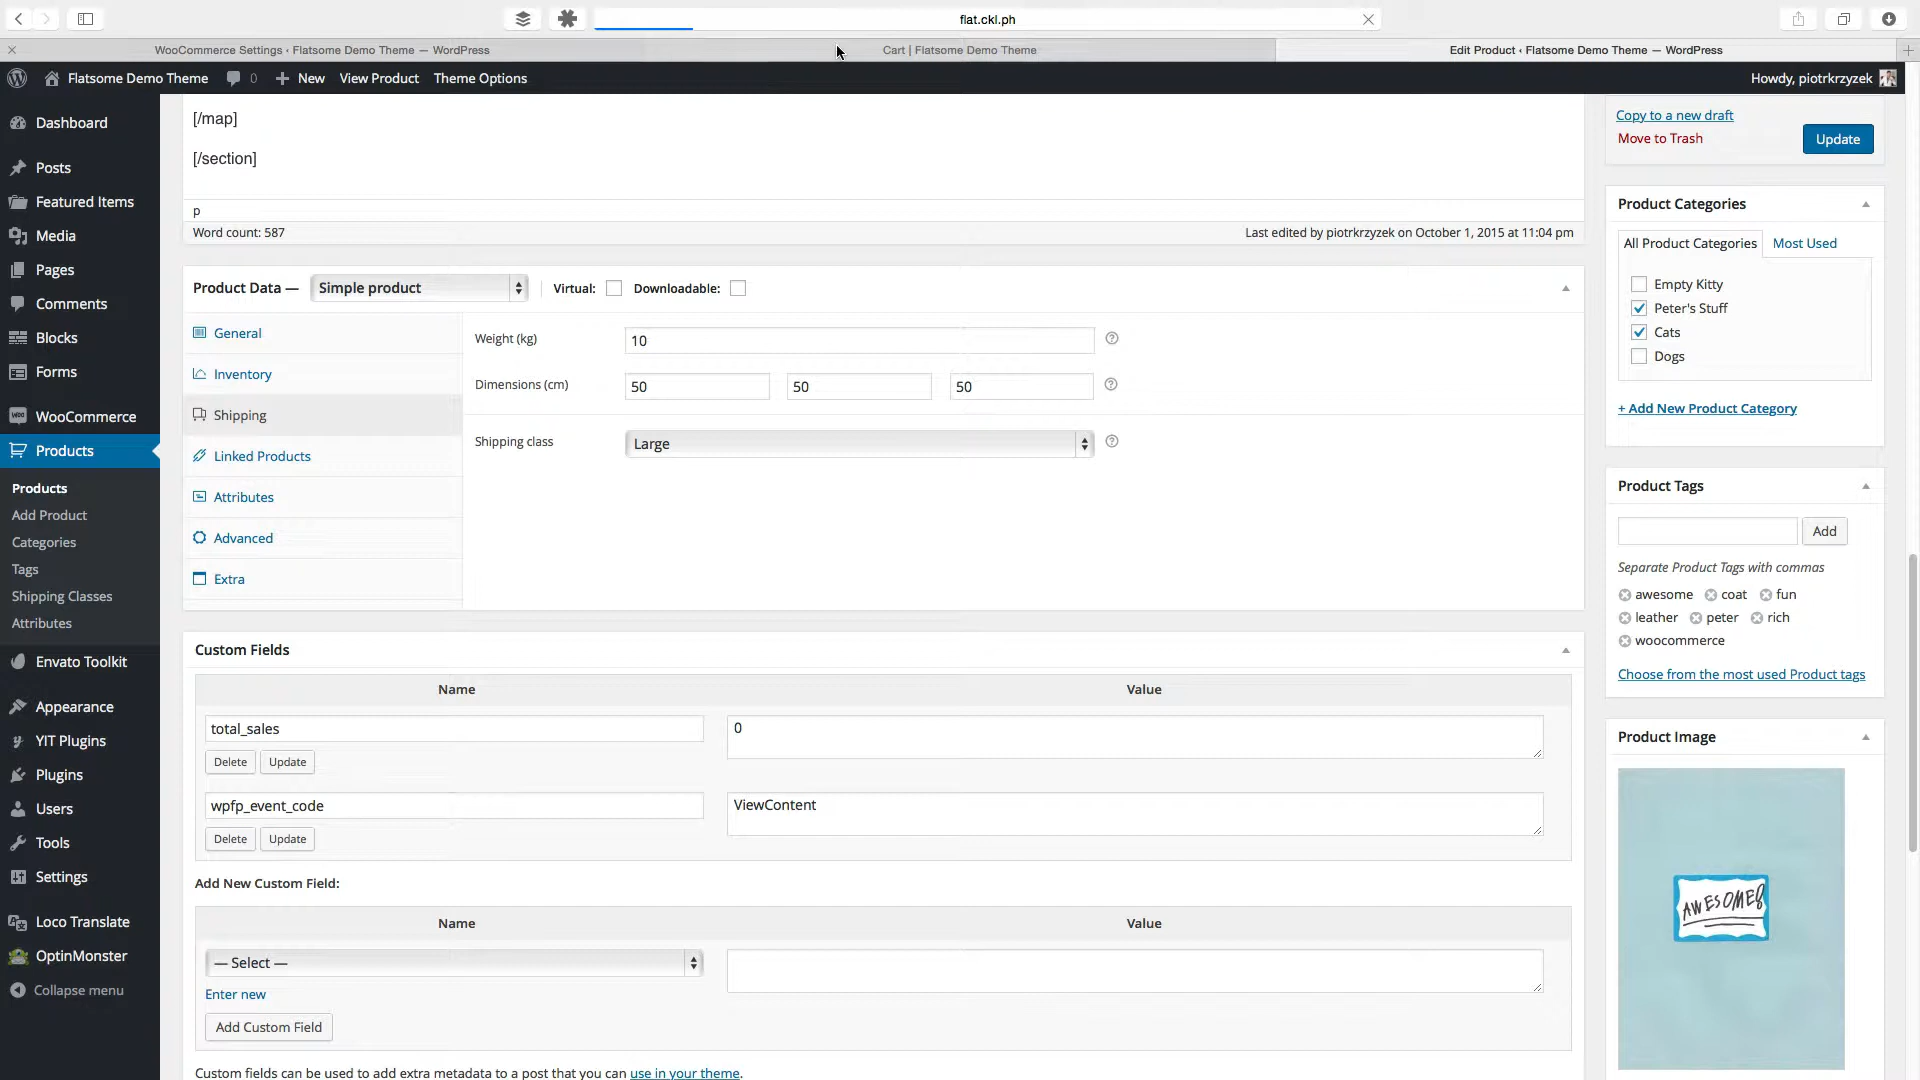 flat.ckl.ph
WooCommerce Settings ‹ Flatsome Demo Theme — WordPress
Cart | Flatsome Demo Theme
Edit Product ‹ Flatsome Demo Theme — WordPress
Flatsome Demo Theme
0
New
View Product
Theme Options
Howdy, piotrkrzyzek
Dashboard
Posts
Featured Items
Media
Pages
Comments
Blocks
Forms
WooCommerce
Products
Products
Add Product
Categories
Tags
Shipping Classes
Attributes
Envato Toolkit
Appearance
YIT Plugins
Plugins
Users
Tools
Settings
Loco Translate
OptinMonster
Collapse menu
[/map]
[/section]
p
Word count: 587
Last edited by piotrkrzyzek on October 1, 2015 at 11:04 pm
Product Data —
Simple product
Virtual:
Downloadable:
General
Inventory
Shipping
Linked Products
Attributes
Advanced
Extra
Weight (kg)
10
Dimensions (cm)
50
50
50
Shipping class
Large
Custom Fields
Name
Value
total_sales
0
Delete
Update
wpfp_event_code
ViewContent
Delete
Update
Add New Custom Field:
Name
Value
— Select —
Enter new
Add Custom Field
Custom fields can be used to add extra metadata to a post that you can use in your theme.
Copy to a new draft
Move to Trash
Update
Product Categories
All Product Categories
Most Used
Empty Kitty
Peter's Stuff
Cats
Dogs
+ Add New Product Category
Product Tags
Add
Separate Product Tags with commas
awesome coat fun
leather peter rich
woocommerce
Choose from the most used Product tags
Product Image
AWESOME!